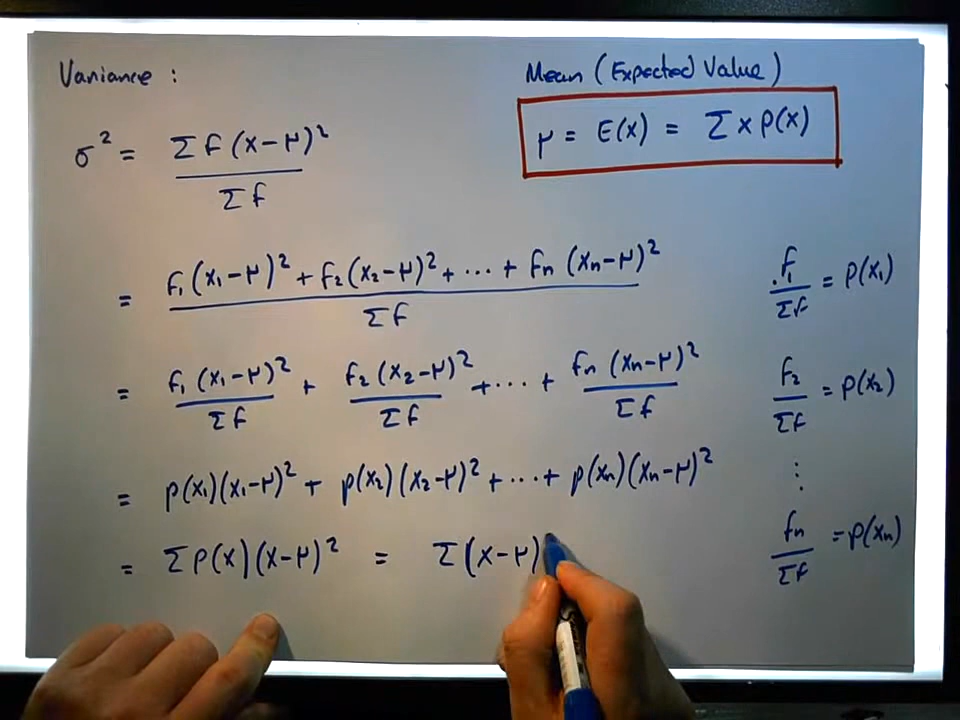 Variance :
σ² = Σf(x-μ)² / Σf
= f₁(x₁-μ)² + f₂(x₂-μ)² + ... + fn(xn-μ)² / Σf
= f₁(x₁-μ)² / Σf + f₂(x₂-μ)² / Σf + ... + fn(xn-μ)² / Σf
= p(x₁)(x₁-μ)² + p(x₂)(x₂-μ)² + ... + p(xn)(xn-μ)²
= Σp(x)(x-μ)² = Σ(x-μ)
Mean (Expected Value)
μ = E(x) = Σxp(x)
f₁ / Σf = p(x₁)
f₂ / Σf = p(x₂)
⋮
fn / Σf = p(xn)